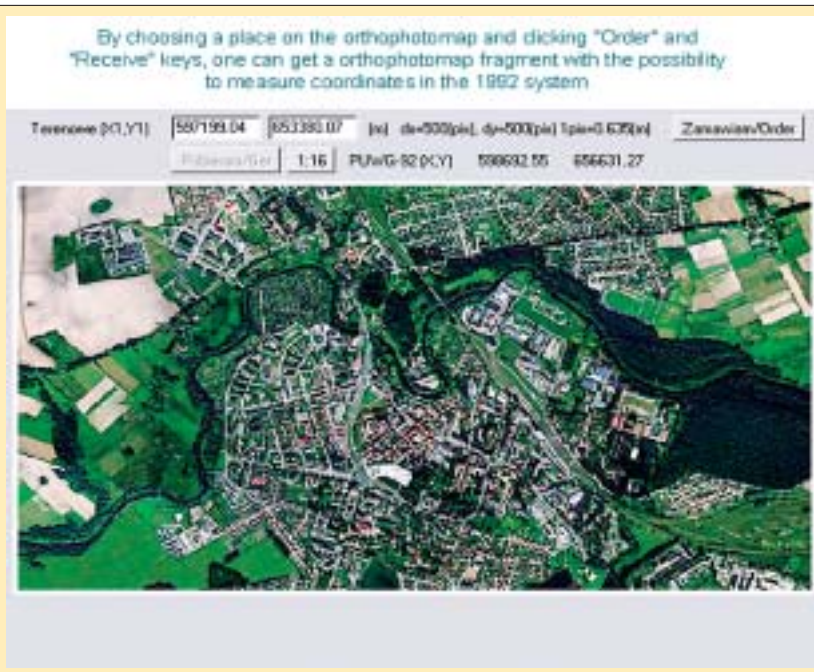 By choosing a place on the orthophotomap and clicking "Order" and
"Receive" keys, one can get a orthophotomap fragment with the possibility
to measure coordinates in the 1992 system
Terenowe (X1,Y1) 597199.04 653380.07 [m] dx=500[pix], dy=500[pix] 1pix=0.635[m] Zamawiam/Order
1:16 PUWG-92 (X,Y) 598692.55 656631.27